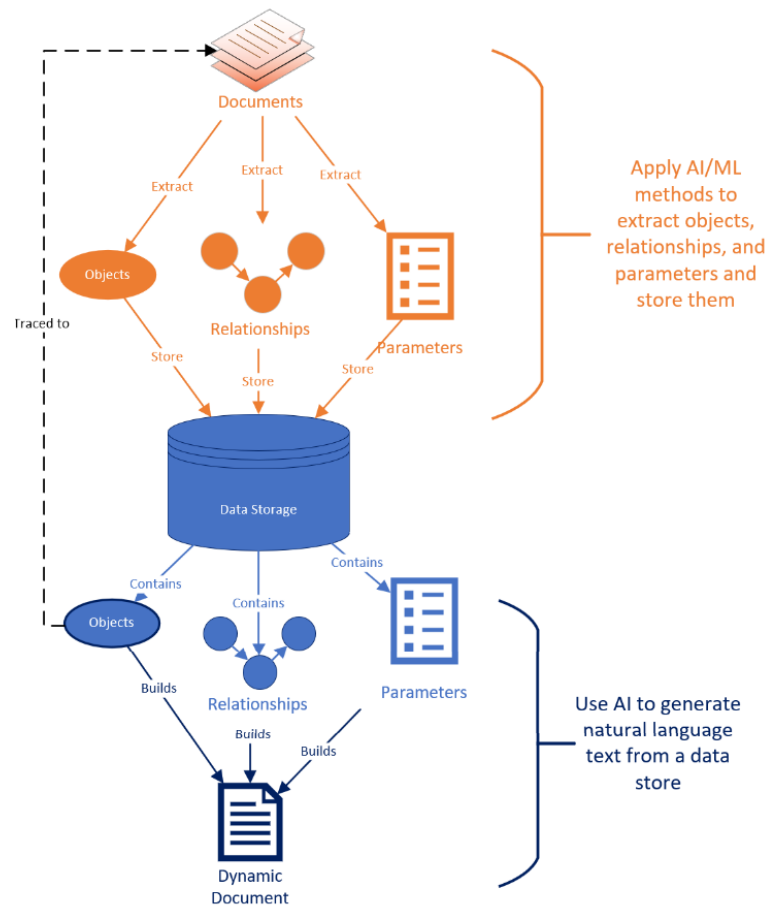 Documents
Extract
Extract
Extract
Objects
Relationships
Parameters
Traced to
Store
Store
Store
Apply AI/ML
methods to
extract objects,
relationships, and
parameters and
store them
Data Storage
Contains
Contains
Contains
Objects
Relationships
Parameters
Builds
Builds
Builds
Use AI to generate
natural language
text from a data
store
Dynamic
Document